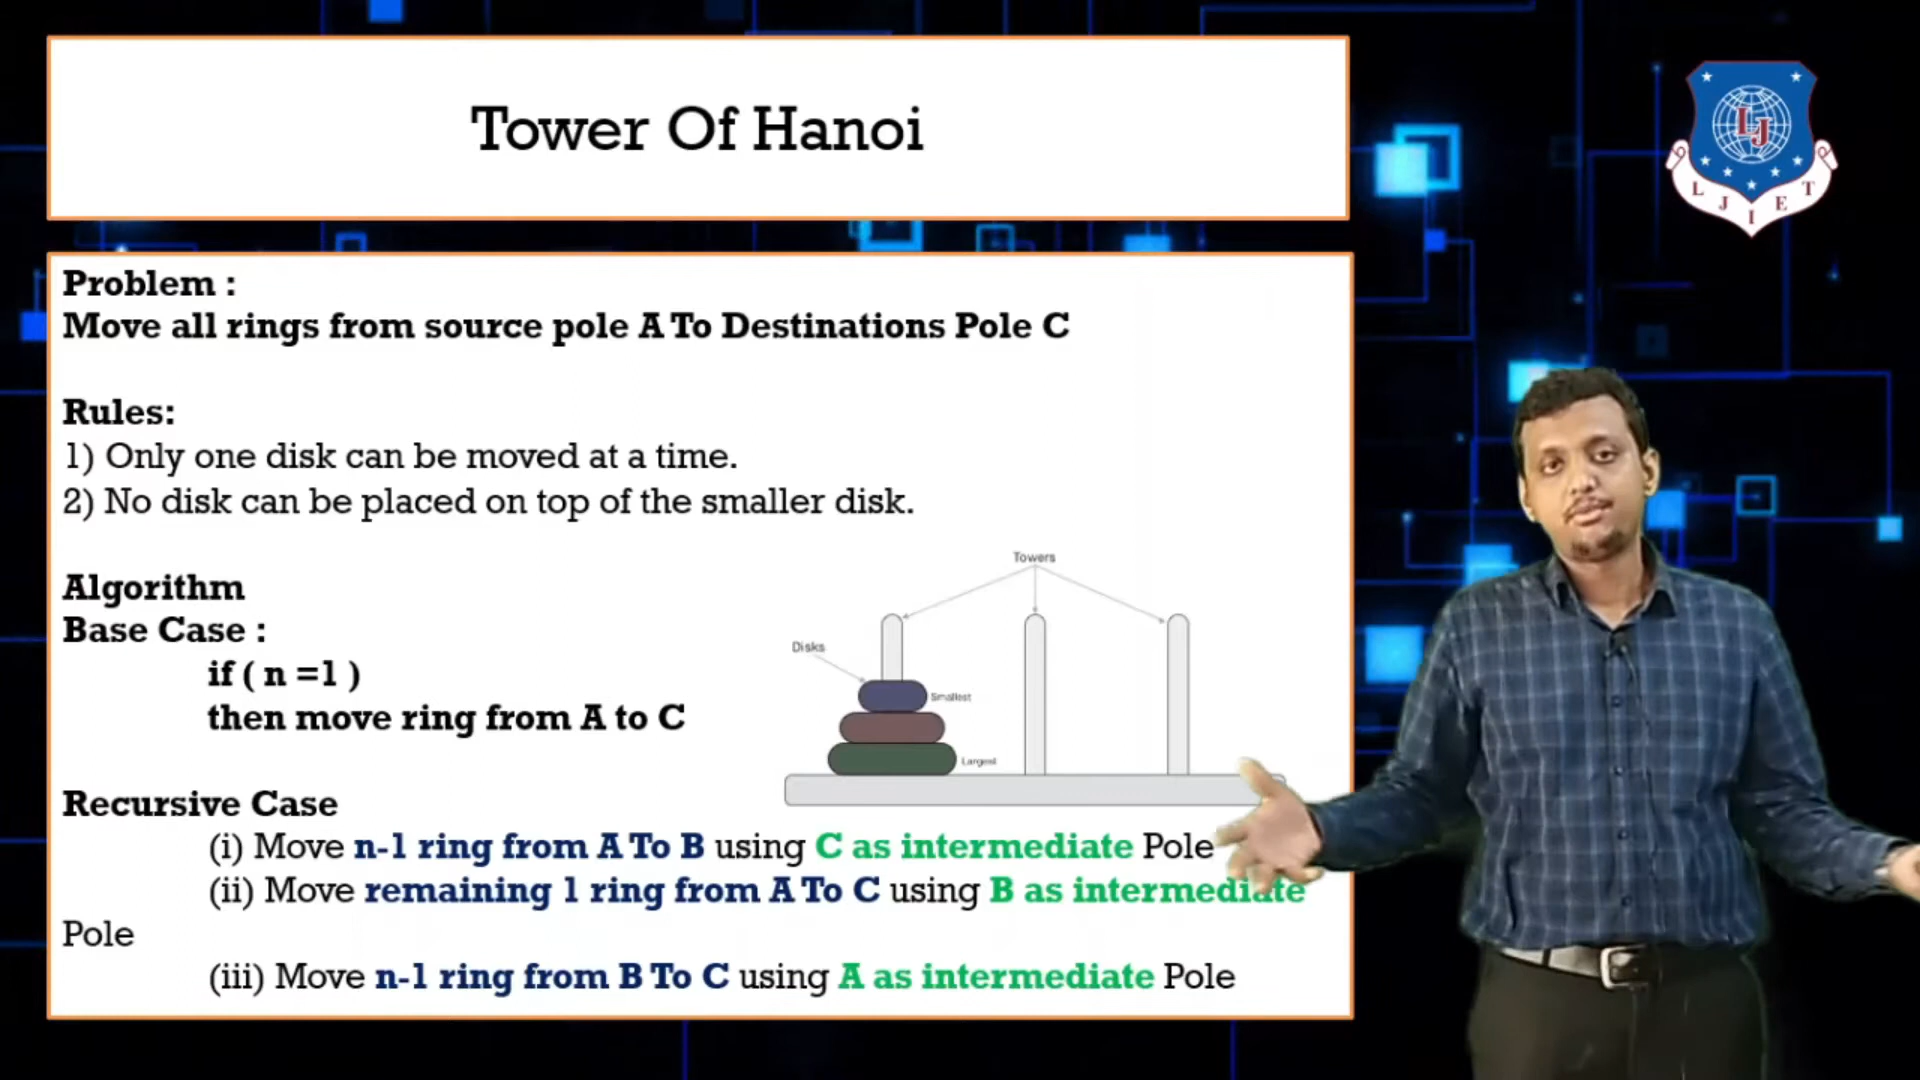 Tower Of Hanoi
LJ
L J I E T
Problem :
Move all rings from source pole A To Destinations Pole C
Rules:
1) Only one disk can be moved at a time.
2) No disk can be placed on top of the smaller disk.
Towers
Algorithm
Base Case :
Disks
if ( n =1 )
Smallest
then move ring from A to C
Largest
Recursive Case
(i) Move n-1 ring from A To B using C as intermediate Pole
(ii) Move remaining 1 ring from A To C using B as intermediate
Pole
(iii) Move n-1 ring from B To C using A as intermediate Pole